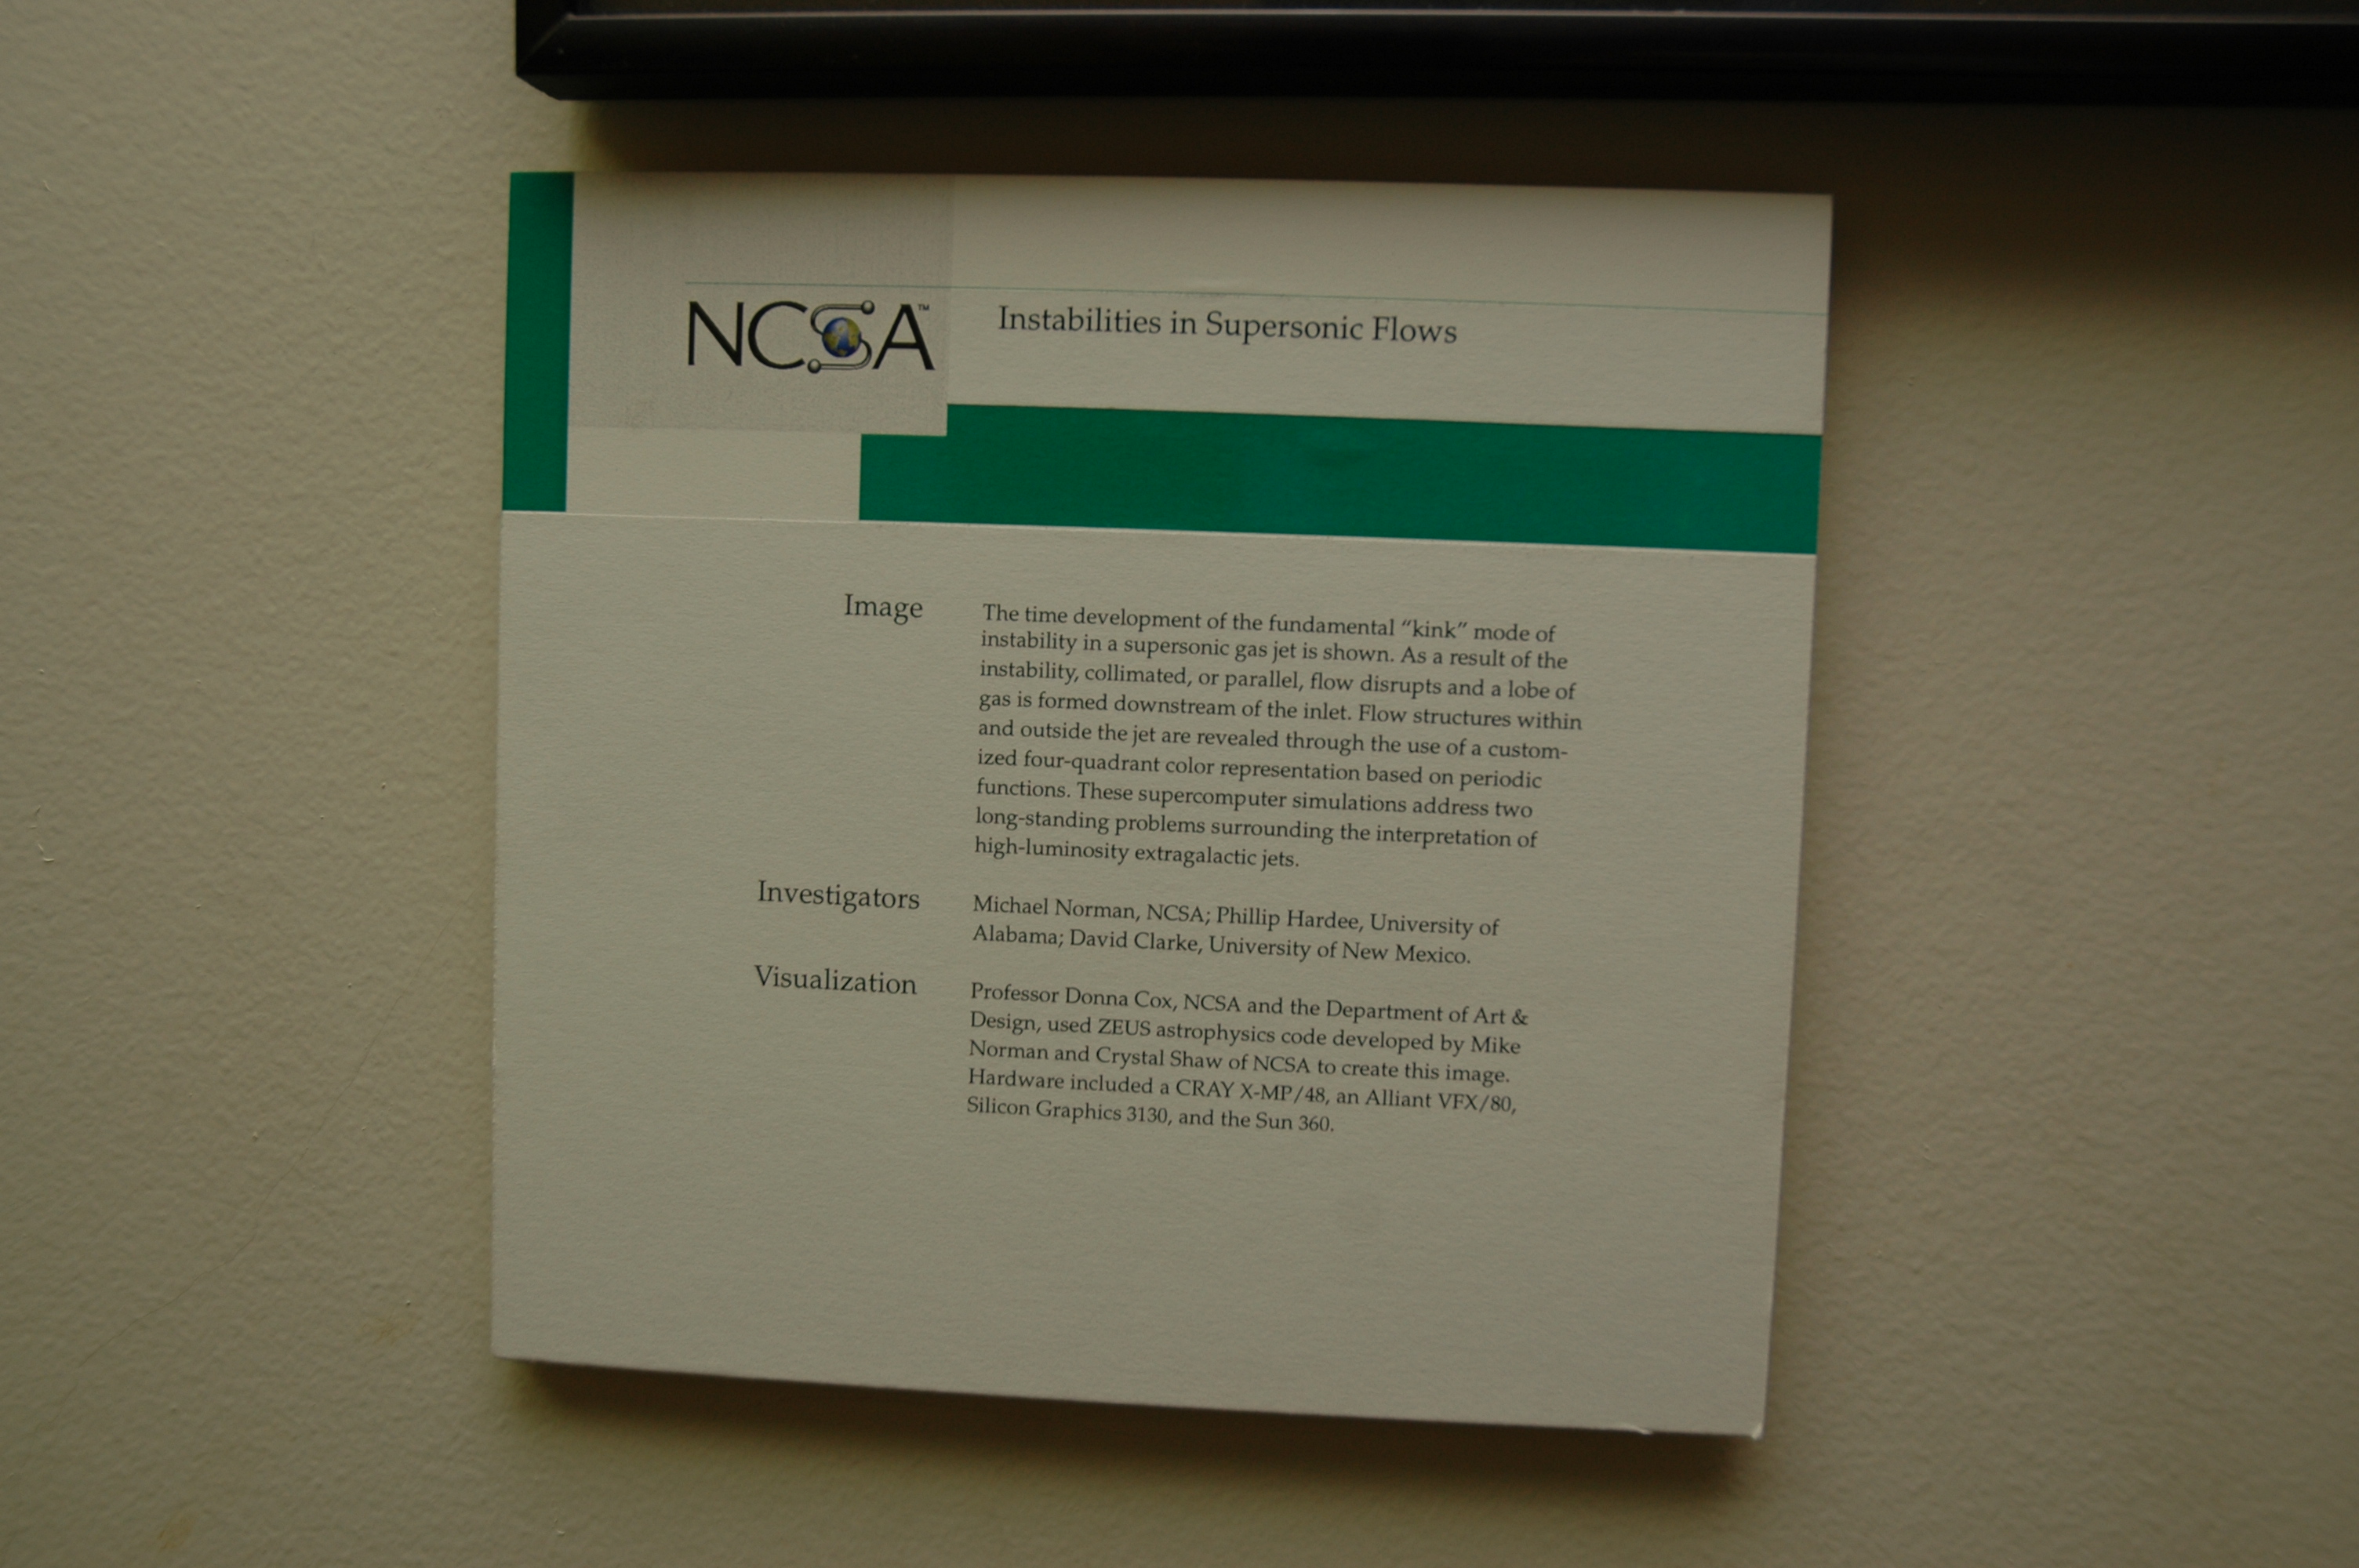 NCSA™
Instabilities in Supersonic Flows
Image
The time development of the fundamental “kink” mode of
instability in a supersonic gas jet is shown. As a result of the
instability, collimated, or parallel, flow disrupts and a lobe of
gas is formed downstream of the inlet. Flow structures within
and outside the jet are revealed through the use of a custom-
ized four-quadrant color representation based on periodic
functions. These supercomputer simulations address two
long-standing problems surrounding the interpretation of
high-luminosity extragalactic jets.
Investigators
Michael Norman, NCSA; Phillip Hardee, University of
Alabama; David Clarke, University of New Mexico.
Visualization
Professor Donna Cox, NCSA and the Department of Art &
Design, used ZEUS astrophysics code developed by Mike
Norman and Crystal Shaw of NCSA to create this image.
Hardware included a CRAY X-MP/48, an Alliant VFX/80,
Silicon Graphics 3130, and the Sun 360.